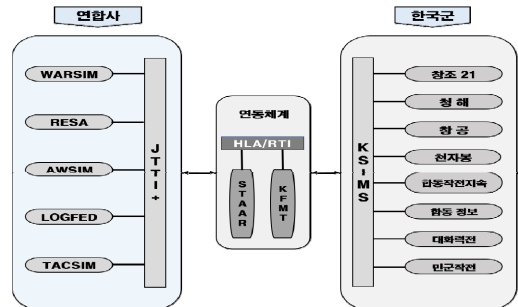 연합사
한국군
WARSIM
RESA
AWSIM
LOGFED
TACSIM
JTTI+
연동체계
HLA/RTI
STAAR
KFMT
KSIMS
창조 21
청 해
창 공
천자봉
합동작전지속
합동 정보
대화력전
민군작전